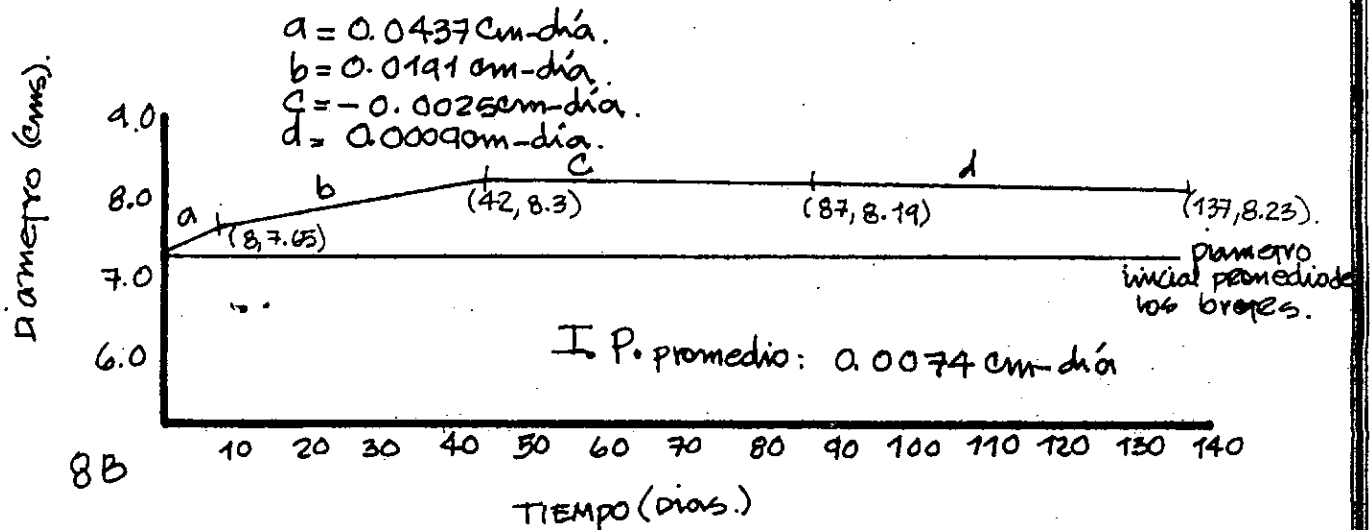 a = 0.0437 cm-día.
b = 0.0191 cm-día.
c = -0.0025 cm-día.
d = 0.0009 cm-día.
Diametro (cms).
9.0
8.0
7.0
6.0
a
b
c
d
(8, 7.65)
(42, 8.3)
(87, 8.19)
(137, 8.23).
Diametro
inicial promedio de
los brotes.
I. P. promedio: 0.0074 cm-día
10 20 30 40 50 60 70 80 90 100 110 120 130 140
8B
TIEMPO (Dias.)